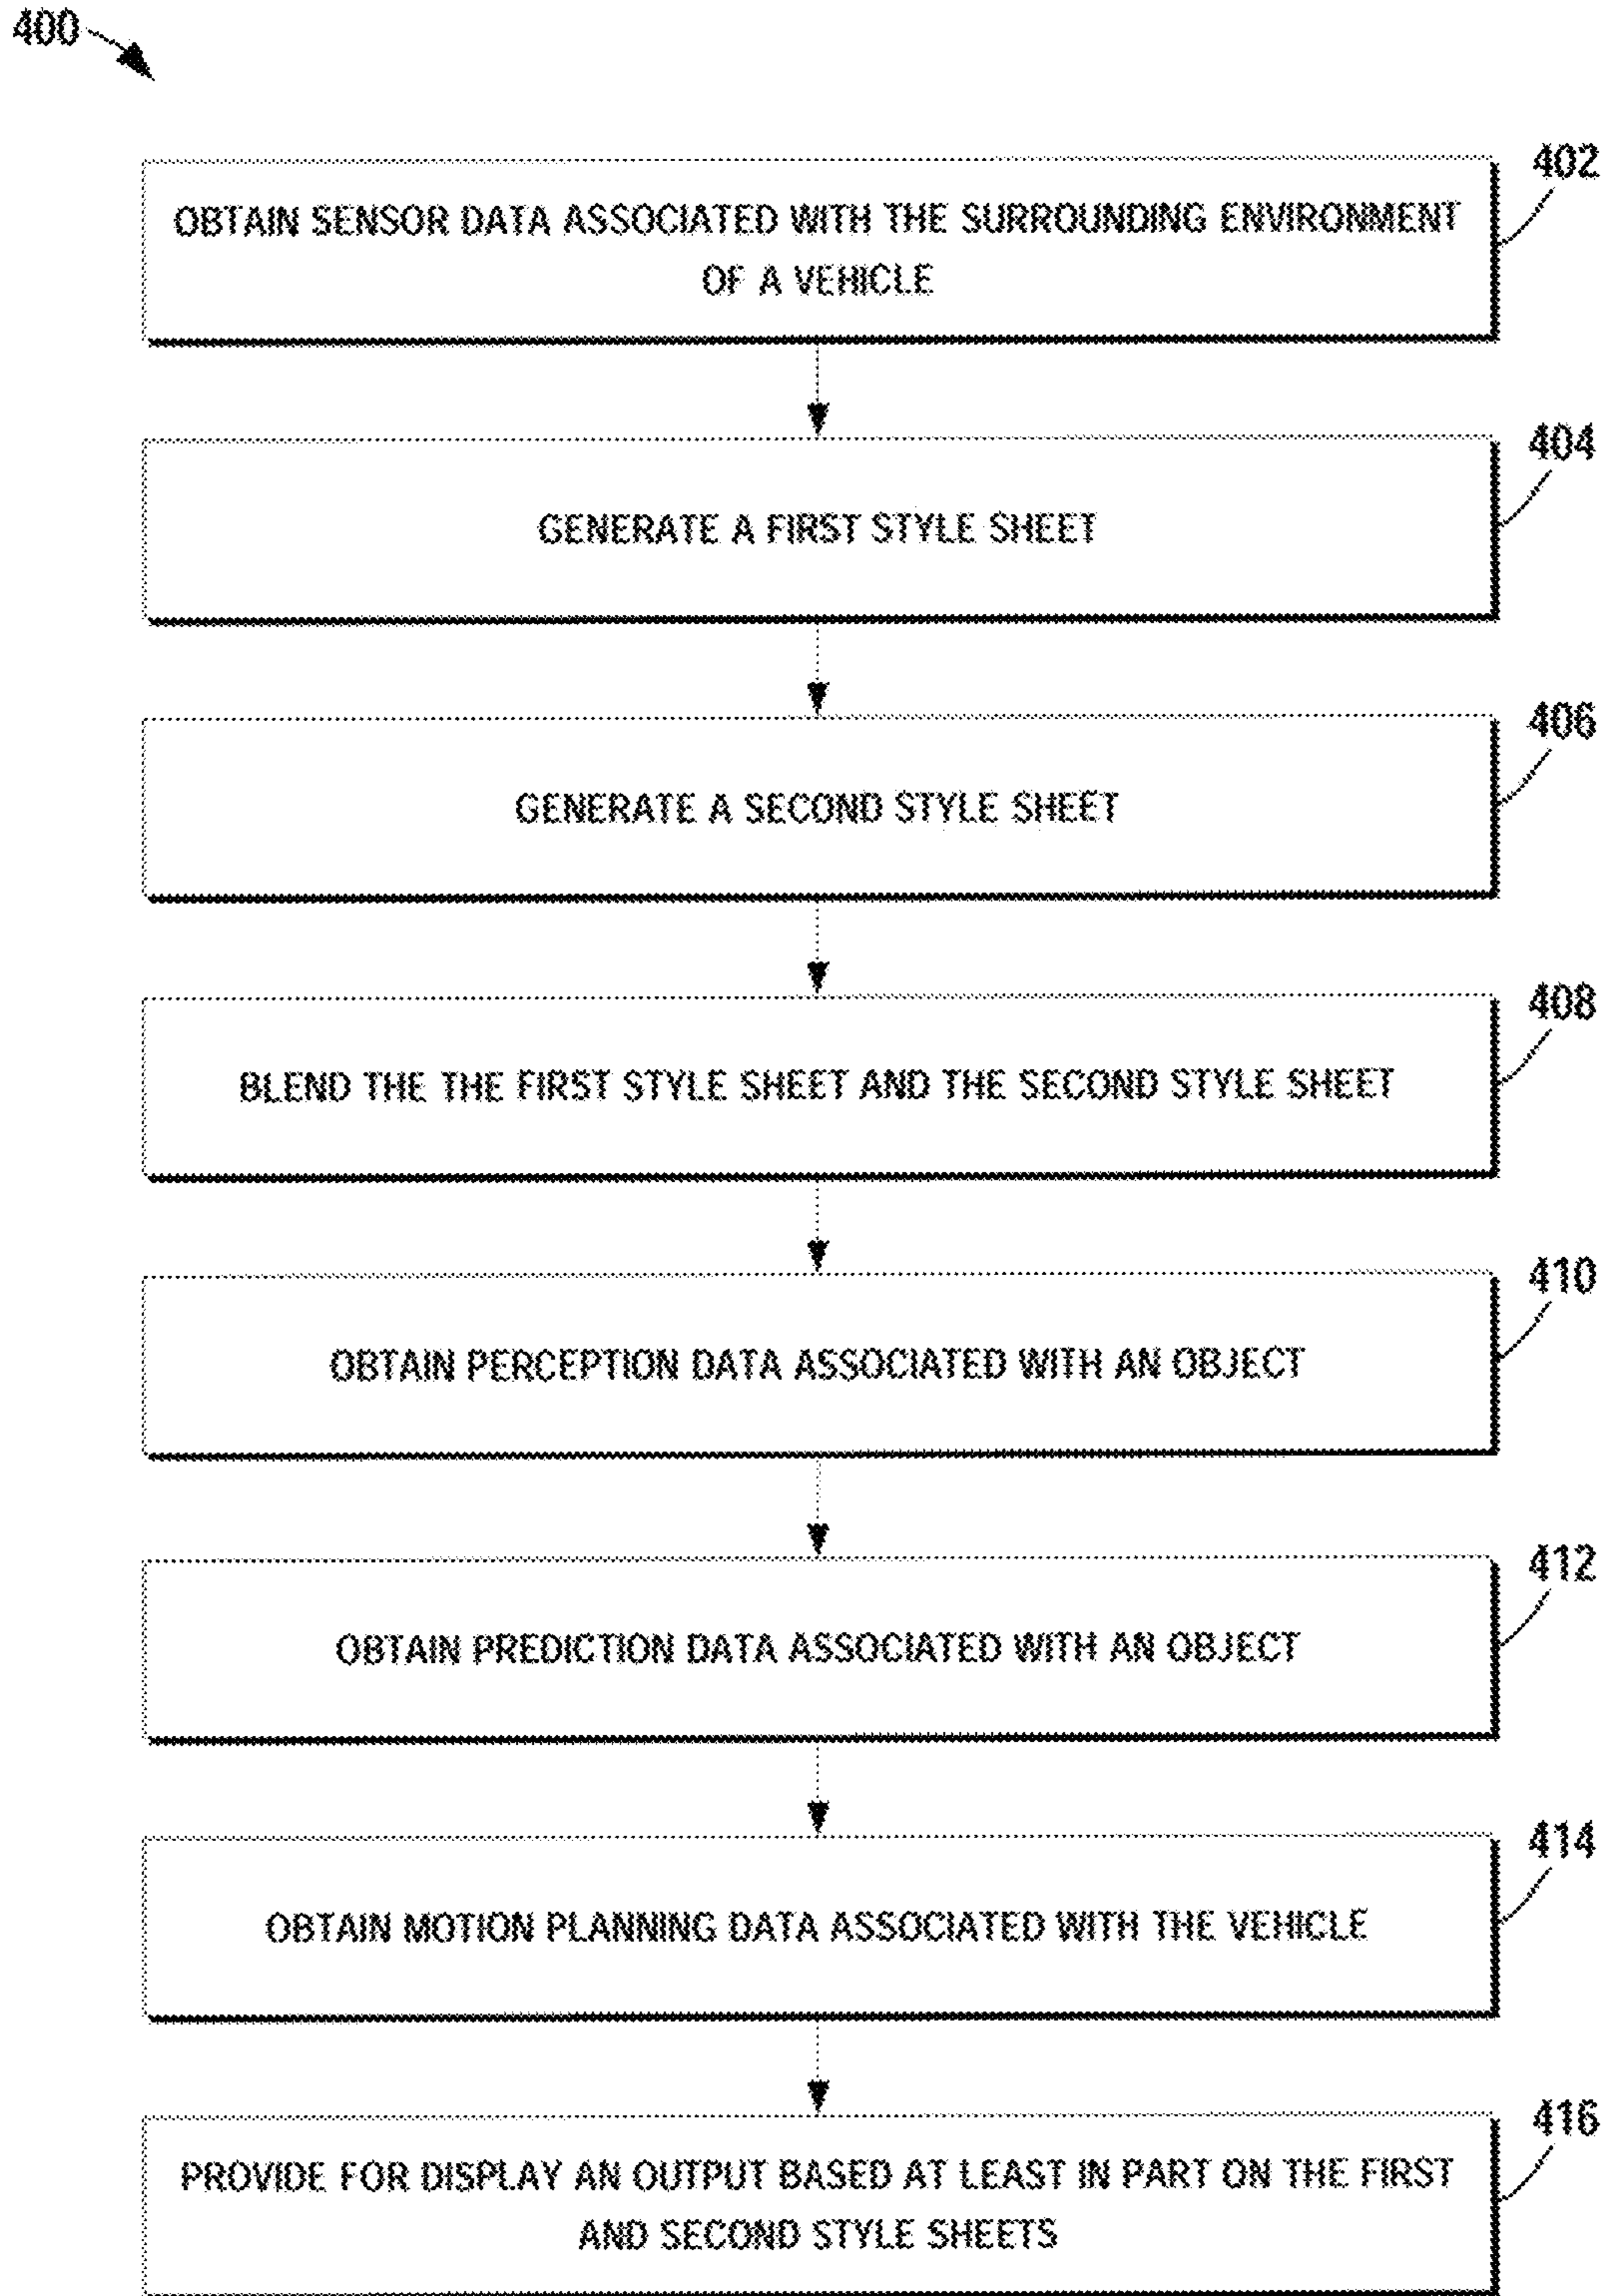 400
402
OBTAIN SENSOR DATA ASSOCIATED WITH THE SURROUNDING ENVIRONMENT
OF A VEHICLE
404
GENERATE A FIRST STYLE SHEET
406
GENERATE A SECOND STYLE SHEET
408
BLEND THE THE FIRST STYLE SHEET AND THE SECOND STYLE SHEET
410
OBTAIN PERCEPTION DATA ASSOCIATED WITH AN OBJECT
412
OBTAIN PREDICTION DATA ASSOCIATED WITH AN OBJECT
414
OBTAIN MOTION PLANNING DATA ASSOCIATED WITH THE VEHICLE
416
PROVIDE FOR DISPLAY AN OUTPUT BASED AT LEAST IN PART ON THE FIRST
AND SECOND STYLE SHEETS